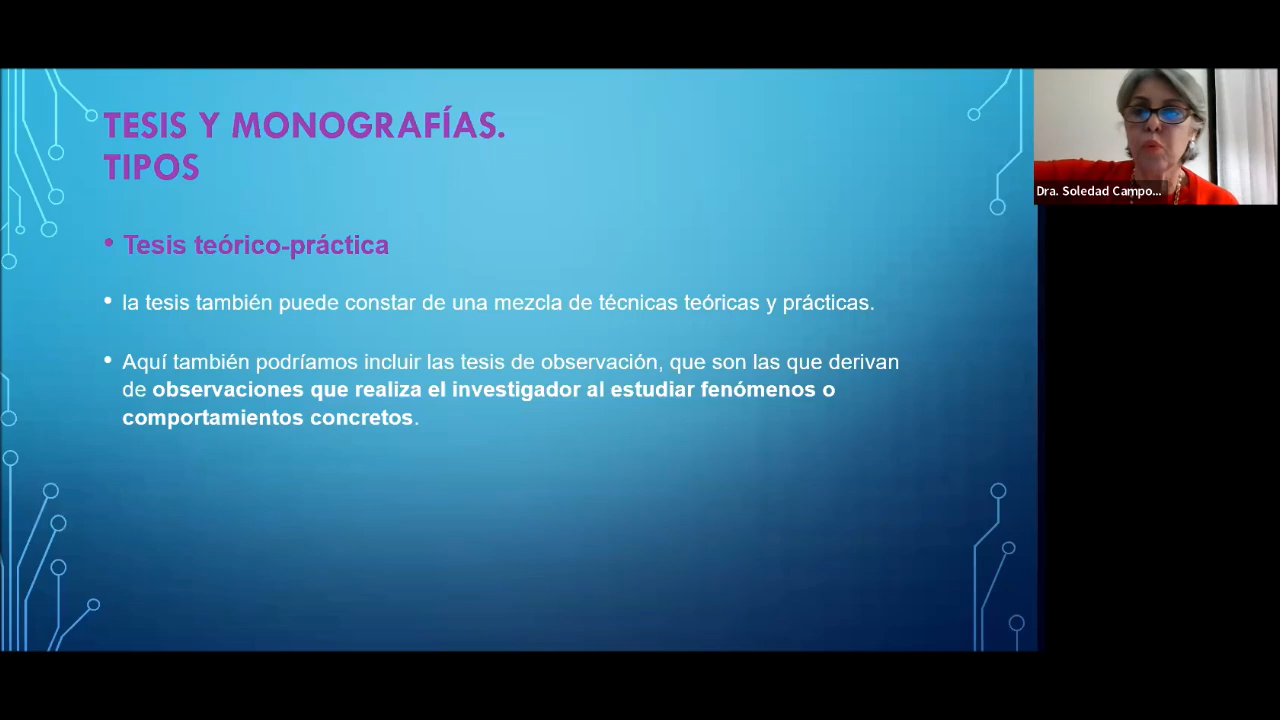 TESIS Y MONOGRAFÍAS.
TIPOS
• Tesis teórico-práctica
• la tesis también puede constar de una mezcla de técnicas teóricas y prácticas.
• Aquí también podríamos incluir las tesis de observación, que son las que derivan
de observaciones que realiza el investigador al estudiar fenómenos o
comportamientos concretos.
Dra. Soledad Campo...